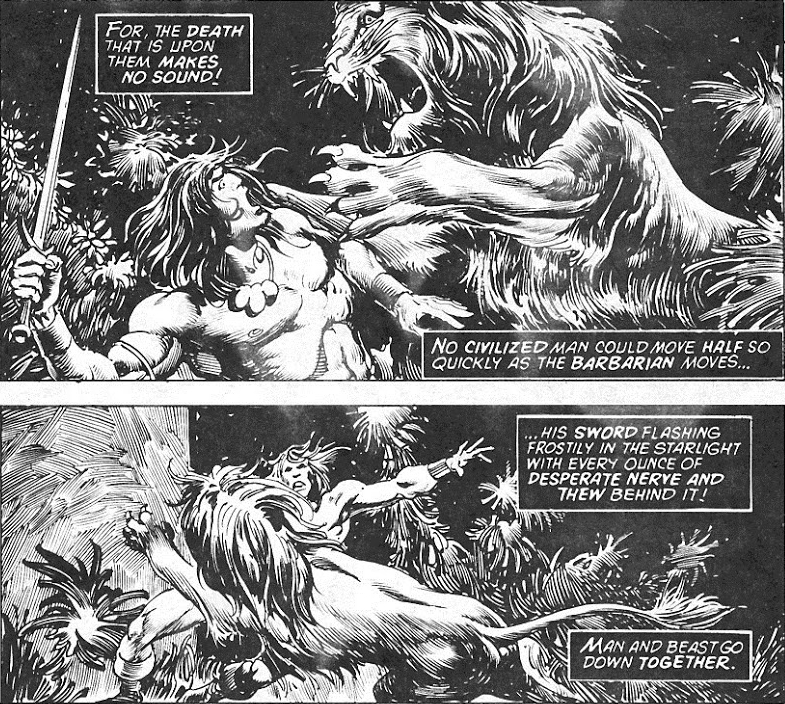 FOR, THE DEATH
THAT IS UPON
THEM MAKES
NO SOUND!
NO CIVILIZED MAN COULD MOVE HALF SO
QUICKLY AS THE BARBARIAN MOVES...
...HIS SWORD FLASHING
FROSTILY IN THE STARLIGHT
WITH EVERY OUNCE OF
DESPERATE NERVE AND
THEW BEHIND IT!
MAN AND BEAST GO
DOWN TOGETHER.